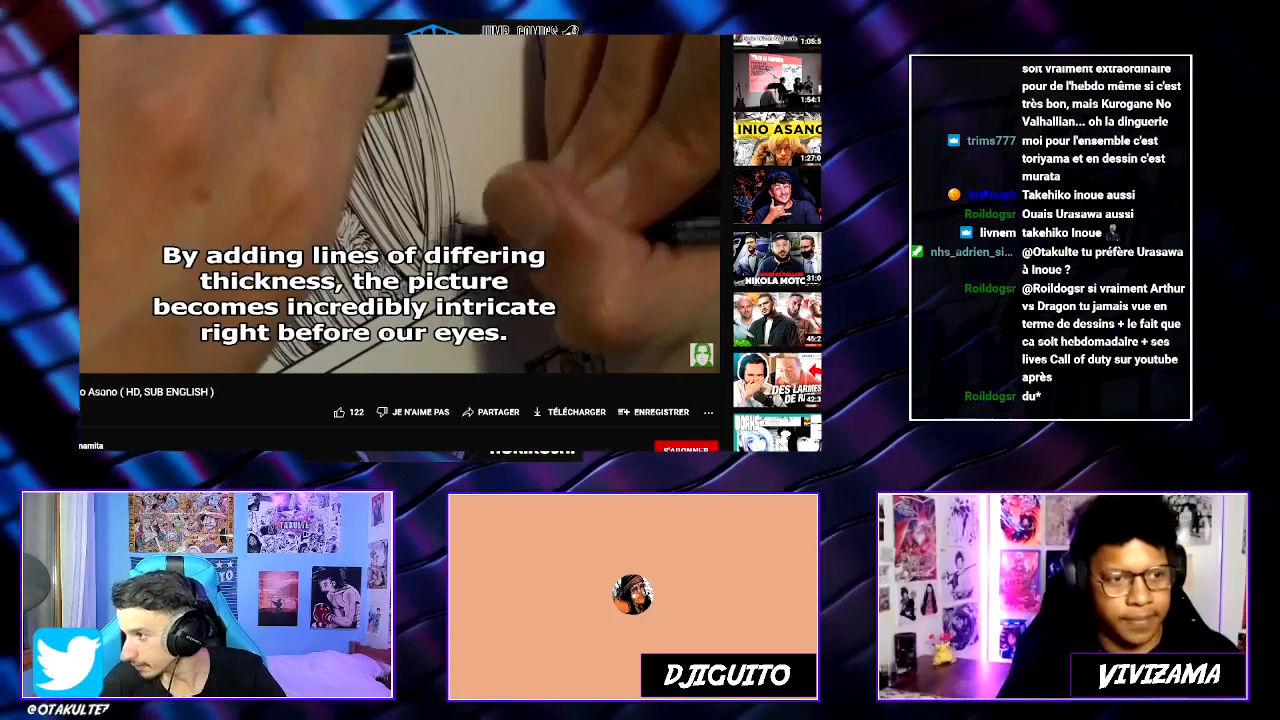 JUMP COMICS
By adding lines of differing
thickness, the picture
becomes incredibly intricate
right before our eyes.
o Asano ( HD, SUB ENGLISH )
122
JE N'AIME PAS
PARTAGER
TÉLÉCHARGER
ENREGISTRER
...
namita
S'ABONNER
1:05:5
1:54:1
INIO ASANO
1:27:0
NIKOLA MOTO
31:0
45:2
DES LARMES
42:3
soit vraiment extraordinaire
pour de l'hebdo même si c'est
très bon, mais Kurogane No
Valhallian... oh la dinguerie
trims777 moi pour l'ensemble c'est
toriyama et en dessin c'est
murata
Takehiko inoue aussi
Roildogsr Ouais Urasawa aussi
livnem takehiko Inoue
nhs_adrien_si... @Otakulte tu préfère Urasawa
à Inoue ?
Roildogsr @Roildogsr si vraiment Arthur
vs Dragon tu jamais vue en
terme de dessins + le fait que
ca soit hebdomadaire + ses
lives Call of duty sur youtube
après
Roildogsr du*
@OTAKULTE7
DJIGUITO
VIVIZAMA